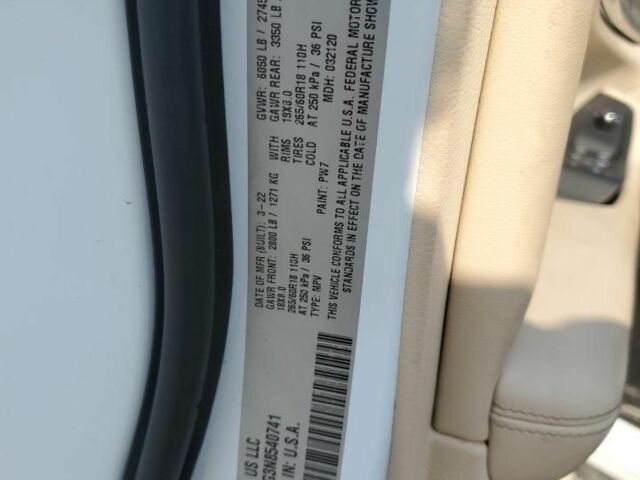 US LLC
G3N8540741
IN: U.S.A.
DATE OF MFR (BUILT): 3-22
GAWR FRONT: 2800 LB / 1271 KG WITH
18X8.0 RIMS
265/60R18 110H TIRES
AT 250 kPa / 36 PSI COLD
TYPE: MPV PAINT: PW7
GVWR: 6050 LB / 2745
GAWR REAR: 3350 LB
18X8.0
265/60R18 110H
AT 250 kPa / 36 PSI
MDH: 032120
THIS VEHICLE CONFORMS TO ALL APPLICABLE U.S.A. FEDERAL MOTOR
STANDARDS IN EFFECT ON THE DATE OF MANUFACTURE SHOW